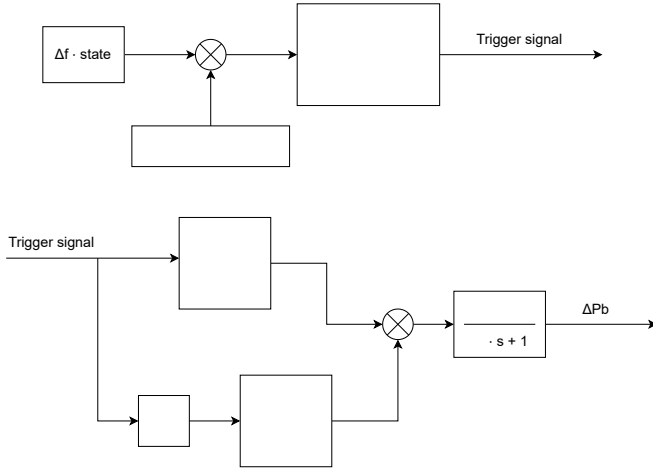 Δf · state
Trigger signal
Trigger signal
ΔPb
· s + 1